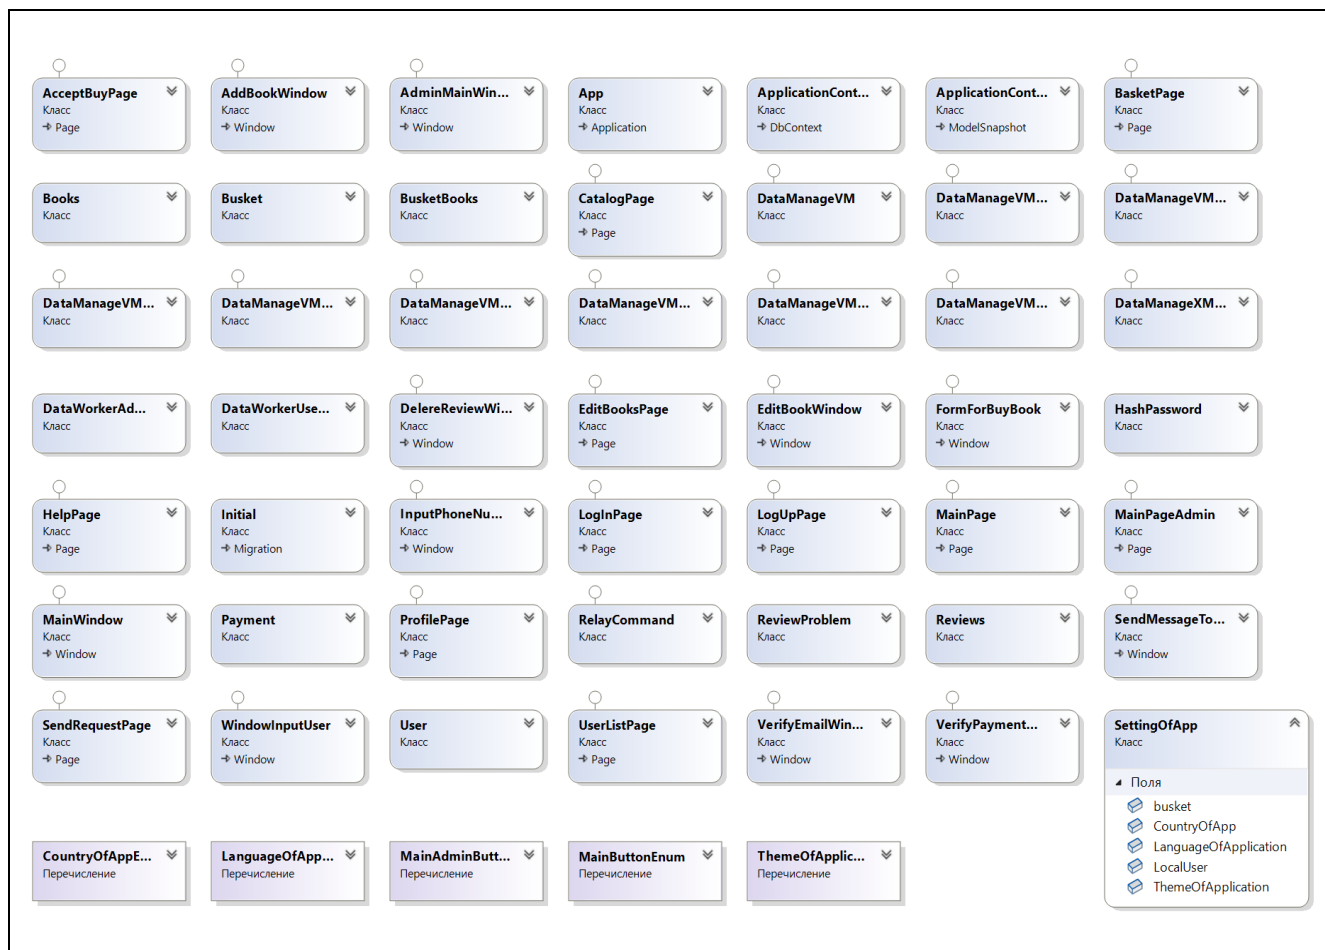 AcceptBuyPage
Класс
Page
AddBookWindow
Класс
Window
AdminMainWin...
Класс
Window
App
Класс
Application
ApplicationCont...
Класс
DbContext
ApplicationCont...
Класс
ModelSnapshot
BasketPage
Класс
Page
Books
Класс
Busket
Класс
BusketBooks
Класс
CatalogPage
Класс
Page
DataManageVM
Класс
DataManageVM...
Класс
DataManageVM...
Класс
DataManageVM...
Класс
DataManageVM...
Класс
DataManageVM...
Класс
DataManageVM...
Класс
DataManageVM...
Класс
DataManageVM...
Класс
DataManageXM...
Класс
DataWorkerAd...
Класс
DataWorkerUse...
Класс
DelereReviewWi...
Класс
Window
EditBooksPage
Класс
Page
EditBookWindow
Класс
Window
FormForBuyBook
Класс
Window
HashPassword
Класс
HelpPage
Класс
Page
Initial
Класс
Migration
InputPhoneNu...
Класс
Window
LogInPage
Класс
Page
LogUpPage
Класс
Page
MainPage
Класс
Page
MainPageAdmin
Класс
Page
MainWindow
Класс
Window
Payment
Класс
ProfilePage
Класс
Page
RelayCommand
Класс
ReviewProblem
Класс
Reviews
Класс
SendMessageTo...
Класс
Window
SendRequestPage
Класс
Page
WindowInputUser
Класс
Window
User
Класс
UserListPage
Класс
Page
VerifyEmailWin...
Класс
Window
VerifyPayment...
Класс
Window
SettingOfApp
Класс
Поля
busket
CountryOfApp
LanguageOfApplication
LocalUser
ThemeOfApplication
CountryOfAppE...
Перечисление
LanguageOfApp...
Перечисление
MainAdminButt...
Перечисление
MainButtonEnum
Перечисление
ThemeOfApplic...
Перечисление